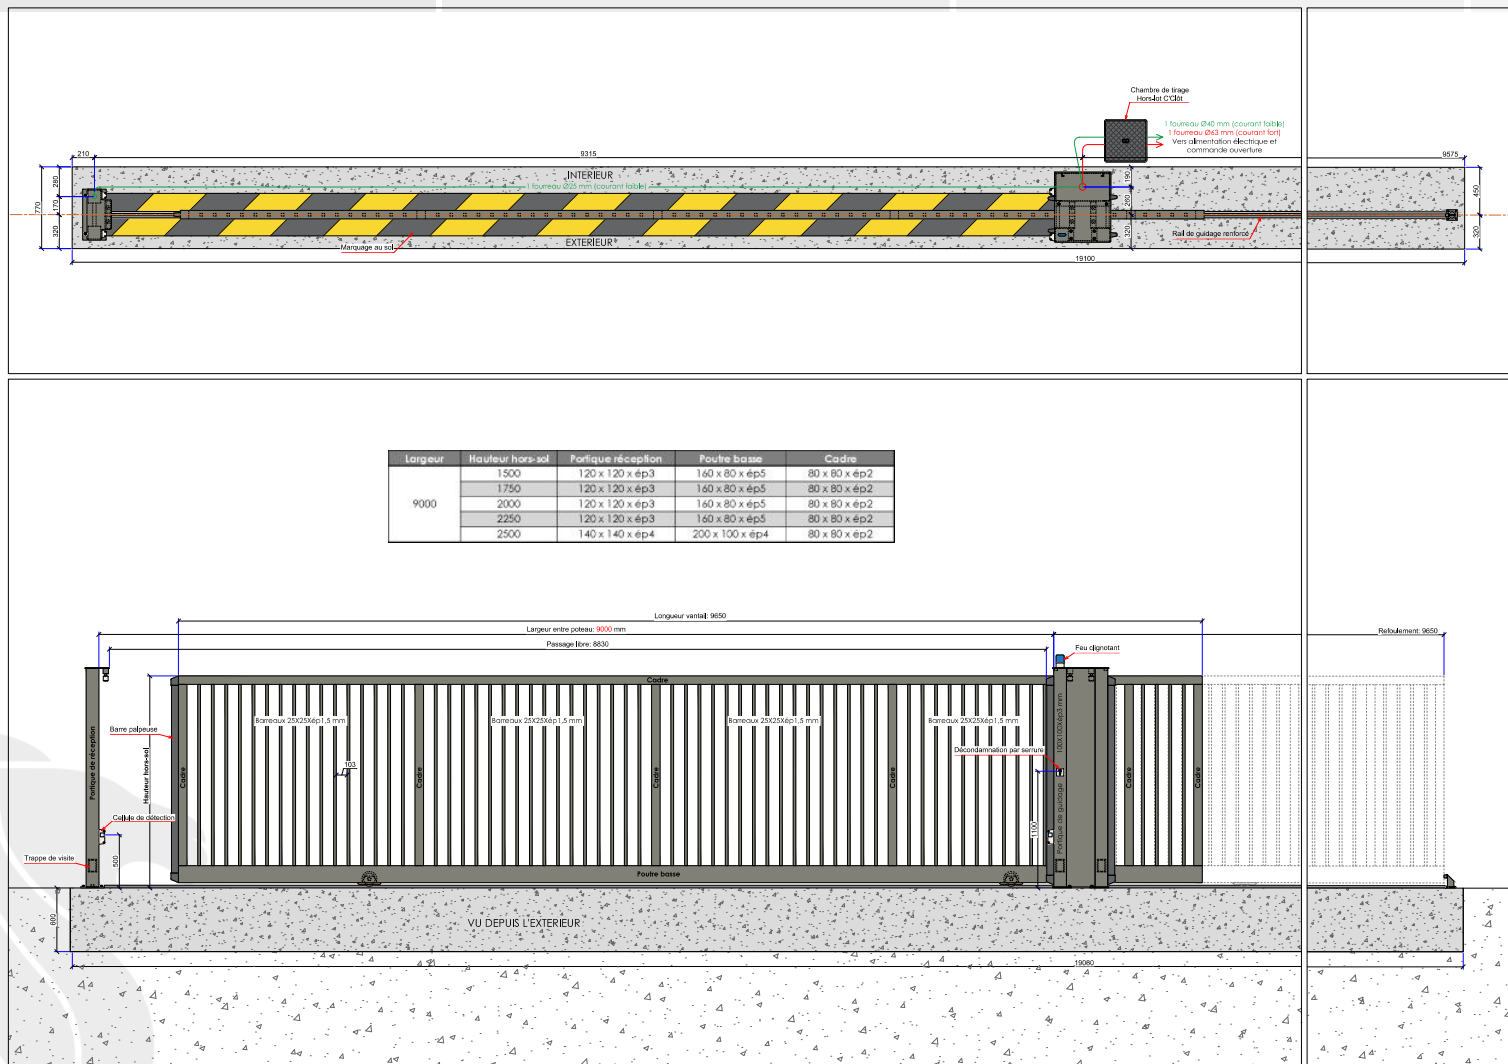 Chambre de tirage
Hors-lot C'Clôt
1 fourreau Ø40 mm (courant faible)
1 fourreau Ø63 mm (courant fort)
Vers alimentation électrique et
commande ouverture
210
9315
9575
INTERIEUR
1 fourreau Ø25 mm (courant faible)
770
280
170
320
190
260
320
450
320
EXTERIEUR
Marquage au sol
Rail de guidage renforcé
19100
Largeur Hauteur hors-sol Portique réception Poutre basse Cadre
9000
1500 120 x 120 x ép3 160 x 80 x ép5 80 x 80 x ép2
1750 120 x 120 x ép3 160 x 80 x ép5 80 x 80 x ép2
2000 120 x 120 x ép3 160 x 80 x ép5 80 x 80 x ép2
2250 120 x 120 x ép3 160 x 80 x ép5 80 x 80 x ép2
2500 140 x 140 x ép4 200 x 100 x ép4 80 x 80 x ép2
Longueur vantail: 9650
Largeur entre poteau: 9000 mm
Refoulement: 9650
Passage libre: 8830
Feu clignotant
Cadre
Barreaux 25X25Xép1,5 mm
Barreaux 25X25Xép1,5 mm
Barreaux 25X25Xép1,5 mm
Barreaux 25X25Xép1,5 mm
Barre palpeuse
Portique de réception
Hauteur hors-sol
Cadre
Cadre
Cadre
Cadre
Cadre
103
Décondamnation par serrure
Portique de guidage 100X100Xép3 mm
1100
Cellule de détection
500
Trappe de visite
Poutre basse
VU DEPUIS L'EXTERIEUR
19080